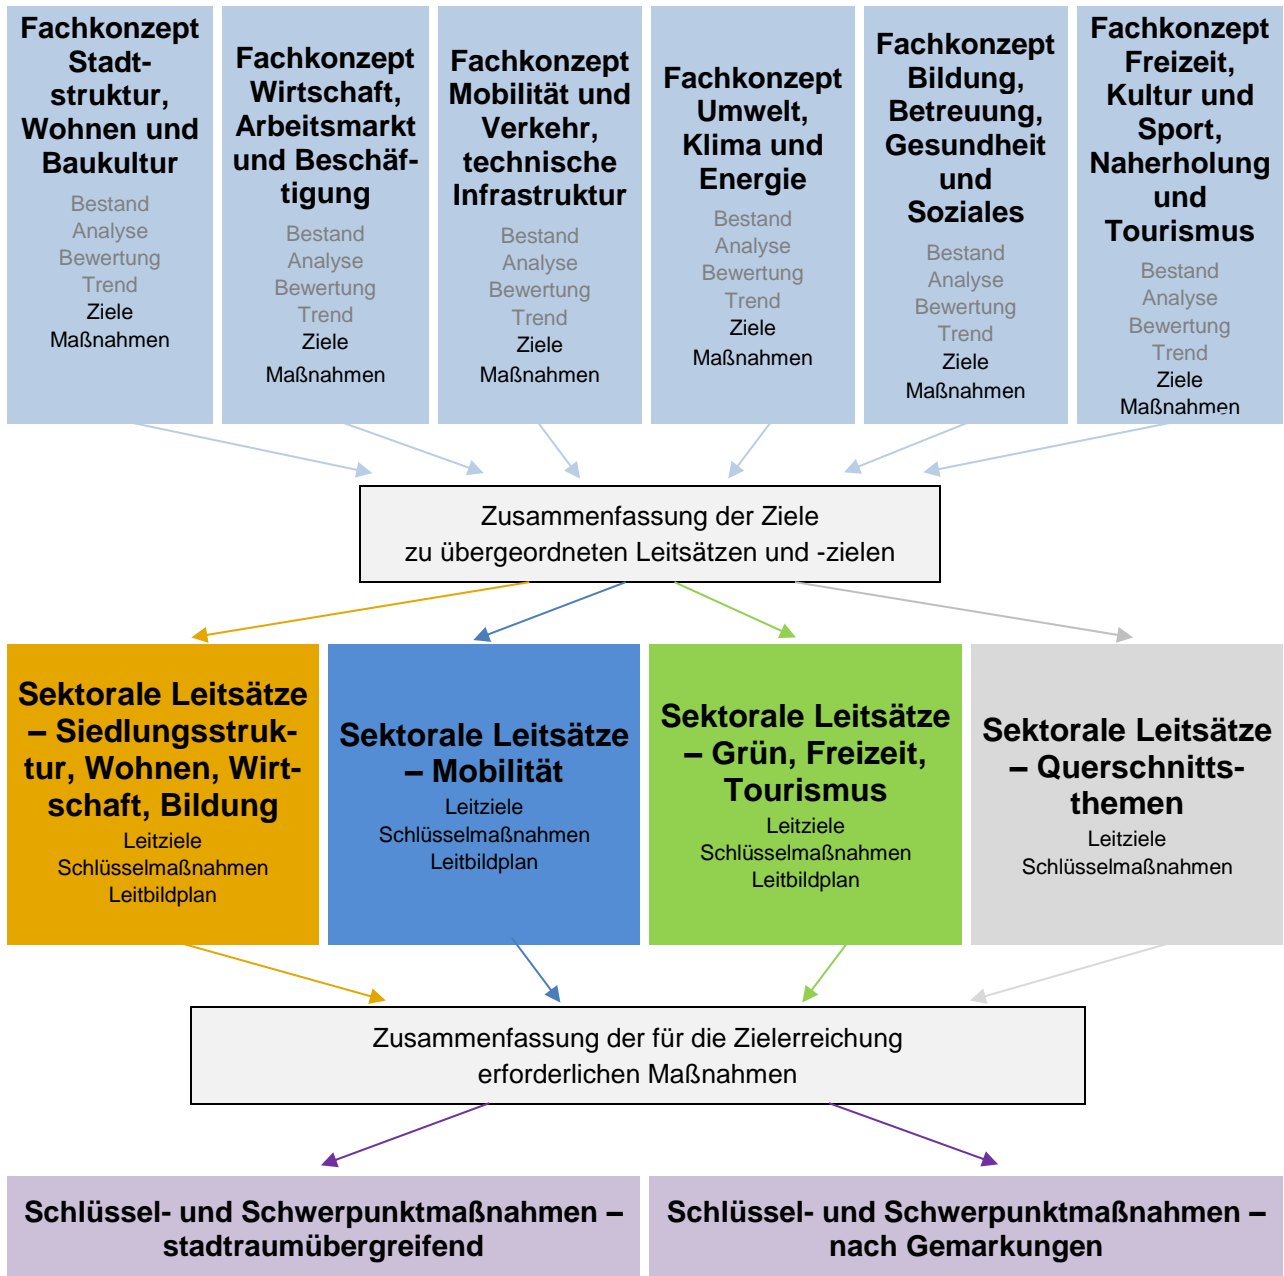 Fachkonzept
Stadt-
struktur,
Wohnen und
Baukultur
Bestand
Analyse
Bewertung
Trend
Ziele
Maßnahmen
Fachkonzept
Wirtschaft,
Arbeitsmarkt
und Beschäf-
tigung
Bestand
Analyse
Bewertung
Trend
Ziele
Maßnahmen
Fachkonzept
Mobilität und
Verkehr,
technische
Infrastruktur
Bestand
Analyse
Bewertung
Trend
Ziele
Maßnahmen
Fachkonzept
Umwelt,
Klima und
Energie
Bestand
Analyse
Bewertung
Trend
Ziele
Maßnahmen
Fachkonzept
Bildung,
Betreuung,
Gesundheit
und
Soziales
Bestand
Analyse
Bewertung
Trend
Ziele
Maßnahmen
Fachkonzept
Freizeit,
Kultur und
Sport,
Naherholung
und
Tourismus
Bestand
Analyse
Bewertung
Trend
Ziele
Maßnahmen
Zusammenfassung der Ziele
zu übergeordneten Leitsätzen und -zielen
Sektorale Leitsätze
– Siedlungsstruk-
tur, Wohnen, Wirt-
schaft, Bildung
Leitziele
Schlüsselmaßnahmen
Leitbildplan
Sektorale Leitsätze
– Mobilität
Leitziele
Schlüsselmaßnahmen
Leitbildplan
Sektorale Leitsätze
– Grün, Freizeit,
Tourismus
Leitziele
Schlüsselmaßnahmen
Leitbildplan
Sektorale Leitsätze
– Querschnitts-
themen
Leitziele
Schlüsselmaßnahmen
Zusammenfassung der für die Zielerreichung
erforderlichen Maßnahmen
Schlüssel- und Schwerpunktmaßnahmen –
stadtraumübergreifend
Schlüssel- und Schwerpunktmaßnahmen –
nach Gemarkungen